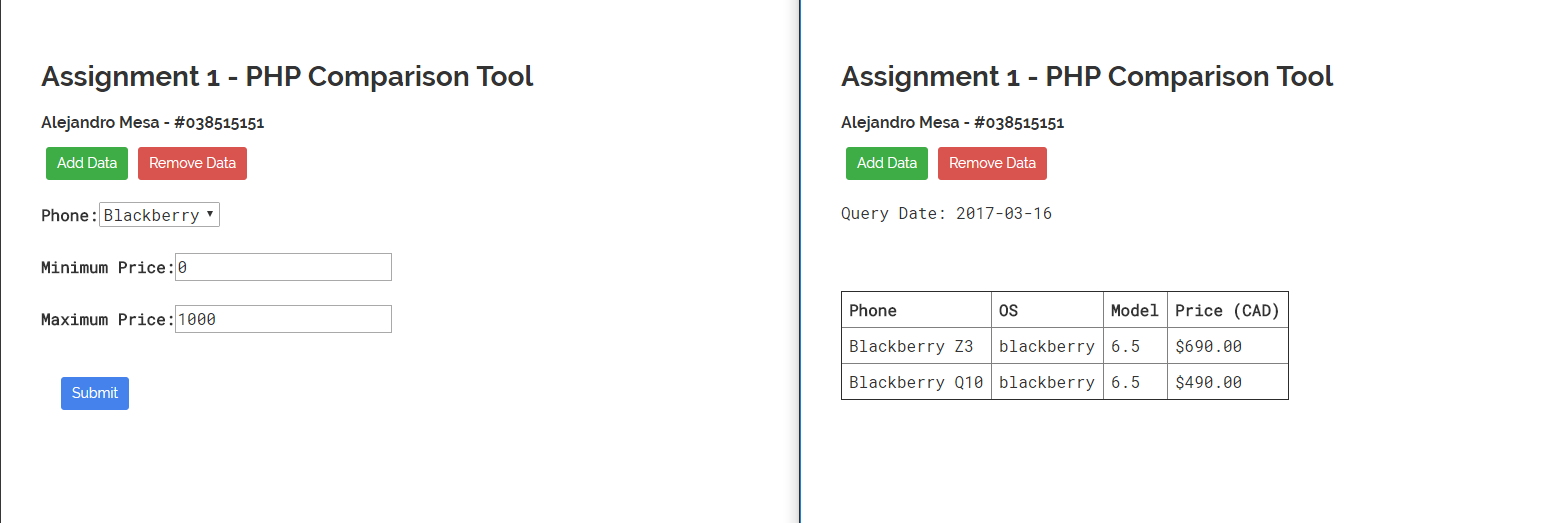 Assignment 1 - PHP Comparison Tool
Alejandro Mesa - #038515151
Add Data Remove Data
Phone: Blackberry
Minimum Price: 0
Maximum Price: 1000
Submit
Assignment 1 - PHP Comparison Tool
Alejandro Mesa - #038515151
Add Data Remove Data
Query Date: 2017-03-16
Phone OS Model Price (CAD)
Blackberry Z3 blackberry 6.5 $690.00
Blackberry Q10 blackberry 6.5 $490.00